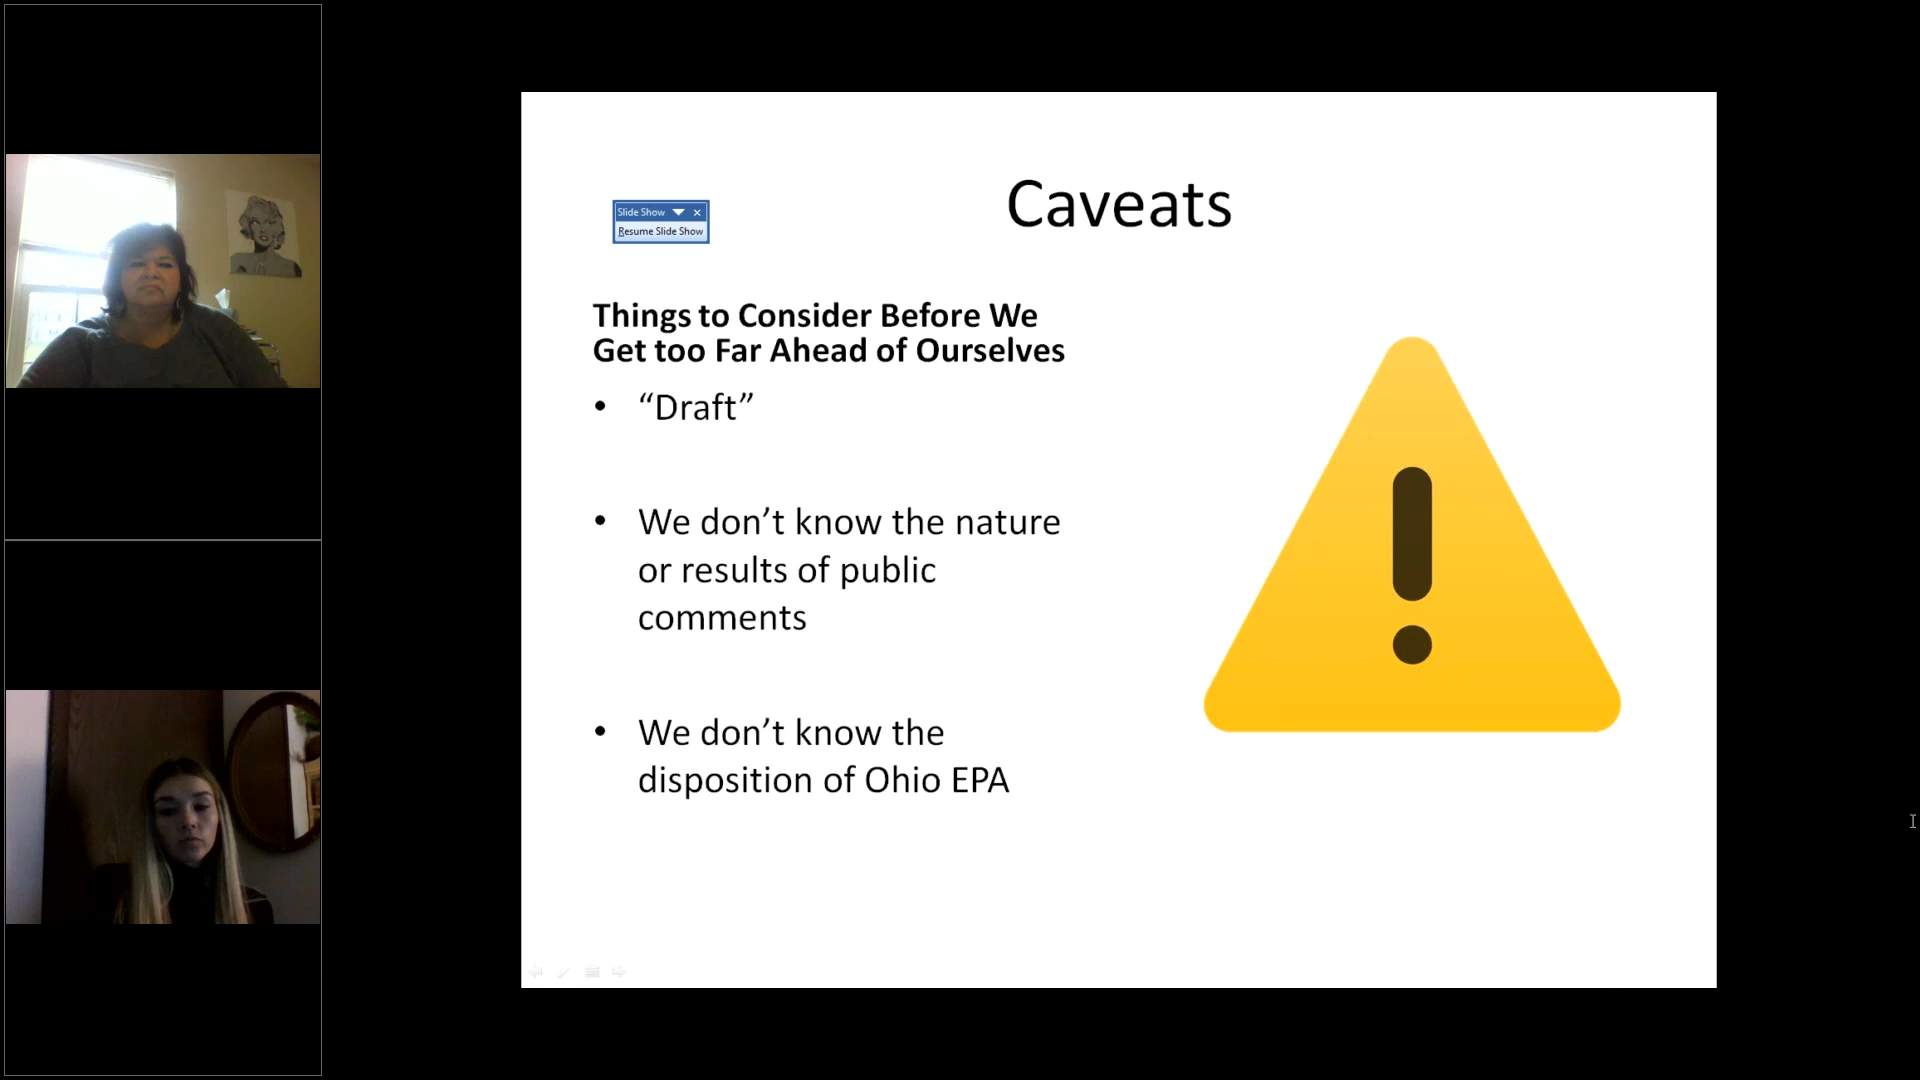 Caveats
Slide Show
Resume Slide Show
Things to Consider Before We
Get too Far Ahead of Ourselves
• “Draft”
• We don’t know the nature
or results of public
comments
• We don’t know the
disposition of Ohio EPA